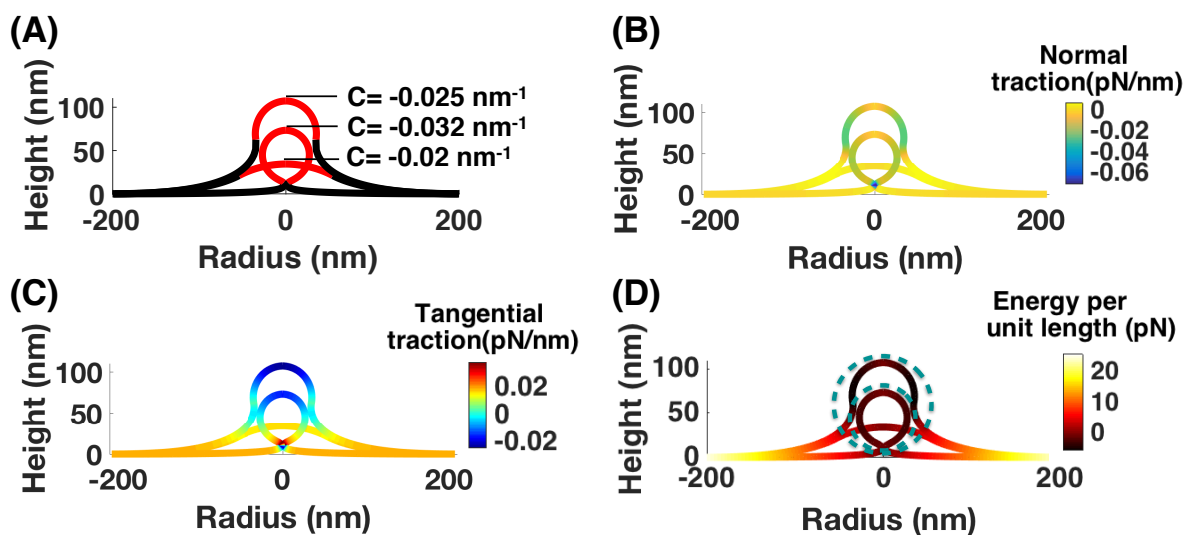 (A)
Height (nm)
100
50
0
-200
0
200
Radius (nm)
C= -0.025 nm⁻¹
C= -0.032 nm⁻¹
C= -0.02 nm⁻¹
(B)
Height (nm)
100
50
0
-200
0
200
Radius (nm)
Normal
traction(pN/nm)
0
-0.02
-0.04
-0.06
(C)
Height (nm)
100
50
0
-200
0
200
Radius (nm)
Tangential
traction(pN/nm)
0.02
0
-0.02
(D)
Height (nm)
100
50
0
-200
0
200
Radius (nm)
Energy per
unit length (pN)
20
10
0